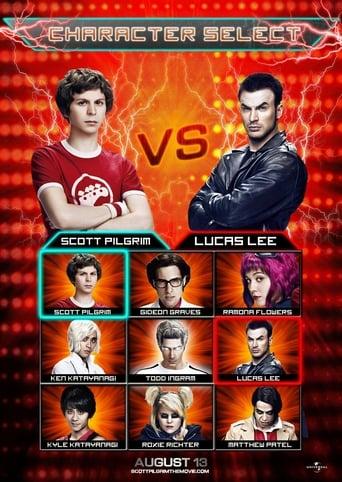 CHARACTER SELECT
VS
SCOTT PILGRIM
LUCAS LEE
SCOTT PILGRIM
GIDEON GRAVES
RAMONA FLOWERS
KEN KATAYANAGI
TODD INGRAM
LUCAS LEE
KYLE KATAYANAGI
ROXIE RICHTER
MATTHEW PATEL
AUGUST 13
SCOTTPILGRIMTHEMOVIE.COM
UNIVERSAL